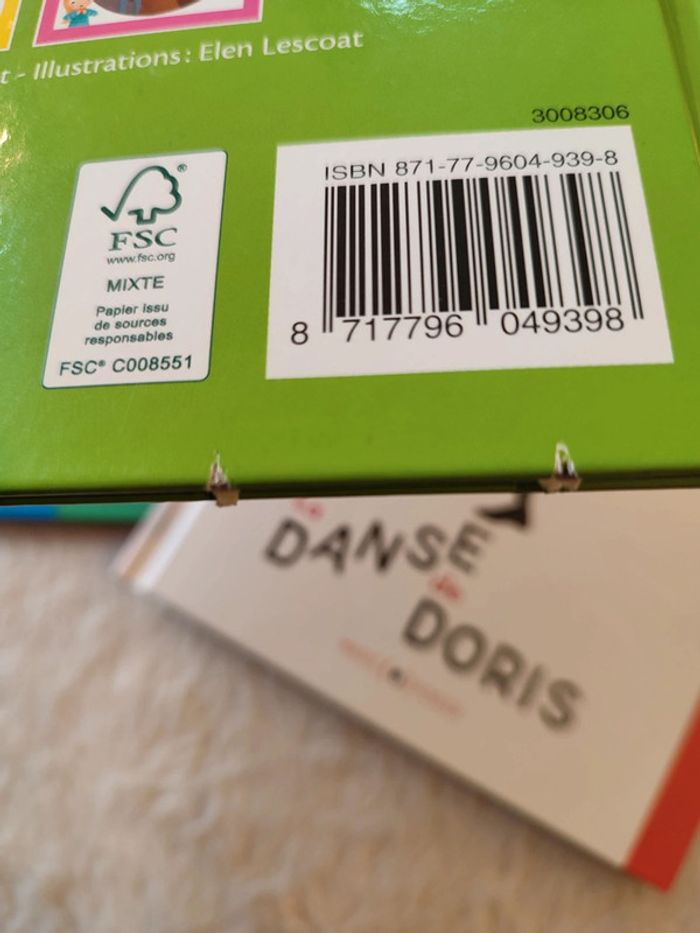 t - Illustrations : Elen Lescoat
3008306
ISBN 871-77-9604-939-8
8 717796 049398
FSC®
www.fsc.org
MIXTE
Papier issu
de sources
responsables
FSC® C008551
DANSE
de
DORIS